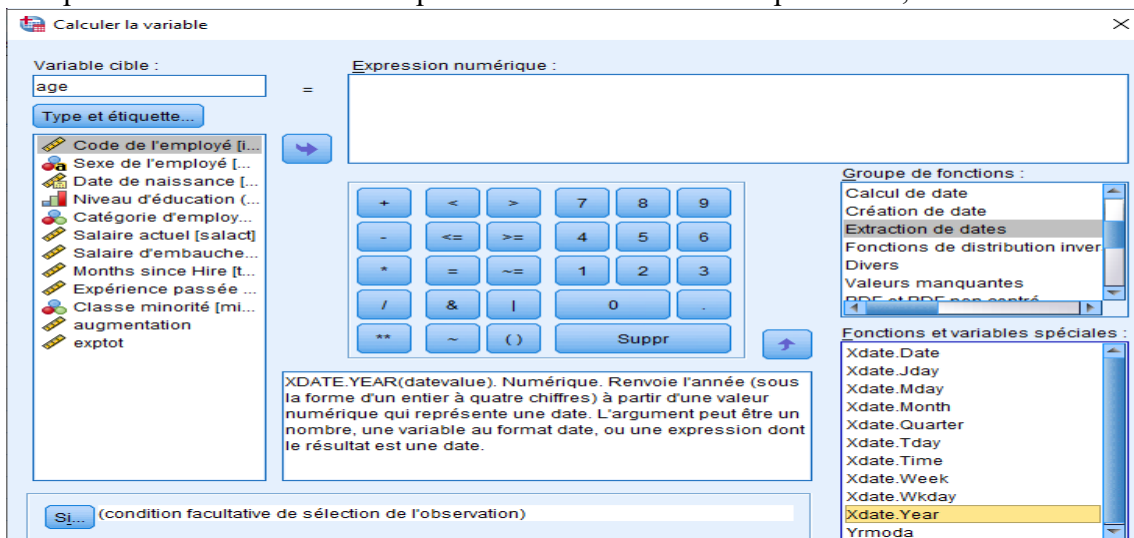 Calculer la variable
Variable cible :
age
=
Type et étiquette...
Code de l'employé [i...
Sexe de l'employé [...
Date de naissance [...
Niveau d'éducation (...
Catégorie d'employ...
Salaire actuel [salact]
Salaire d'embauche...
Months since Hire [t...
Expérience passée ...
Classe minorité [mi...
augmentation
exptot
Expression numérique :
+ < > 7 8 9
- <= >= 4 5 6
* = ~= 1 2 3
/ & | 0 .
** ~ () Suppr
XDATE.YEAR(datevalue). Numérique. Renvoie l'année (sous
la forme d'un entier à quatre chiffres) à partir d'une valeur
numérique qui représente une date. L'argument peut être un
nombre, une variable au format date, ou une expression dont
le résultat est une date.
Groupe de fonctions :
Calcul de date
Création de date
Extraction de dates
Fonctions de distribution inver
Divers
Valeurs manquantes
PDF et PDF non centré
Fonctions et variables spéciales :
Xdate.Date
Xdate.Jday
Xdate.Mday
Xdate.Month
Xdate.Quarter
Xdate.Tday
Xdate.Time
Xdate.Week
Xdate.Wkday
Xdate.Year
Yrmoda
Si... (condition facultative de sélection de l'observation)